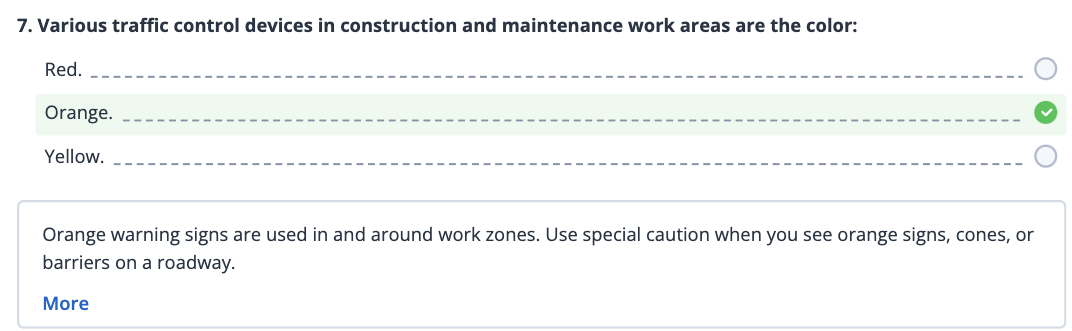 7. Various traffic control devices in construction and maintenance work areas are the color:
Red.
Orange.
Yellow.
Orange warning signs are used in and around work zones. Use special caution when you see orange signs, cones, or
barriers on a roadway.
More